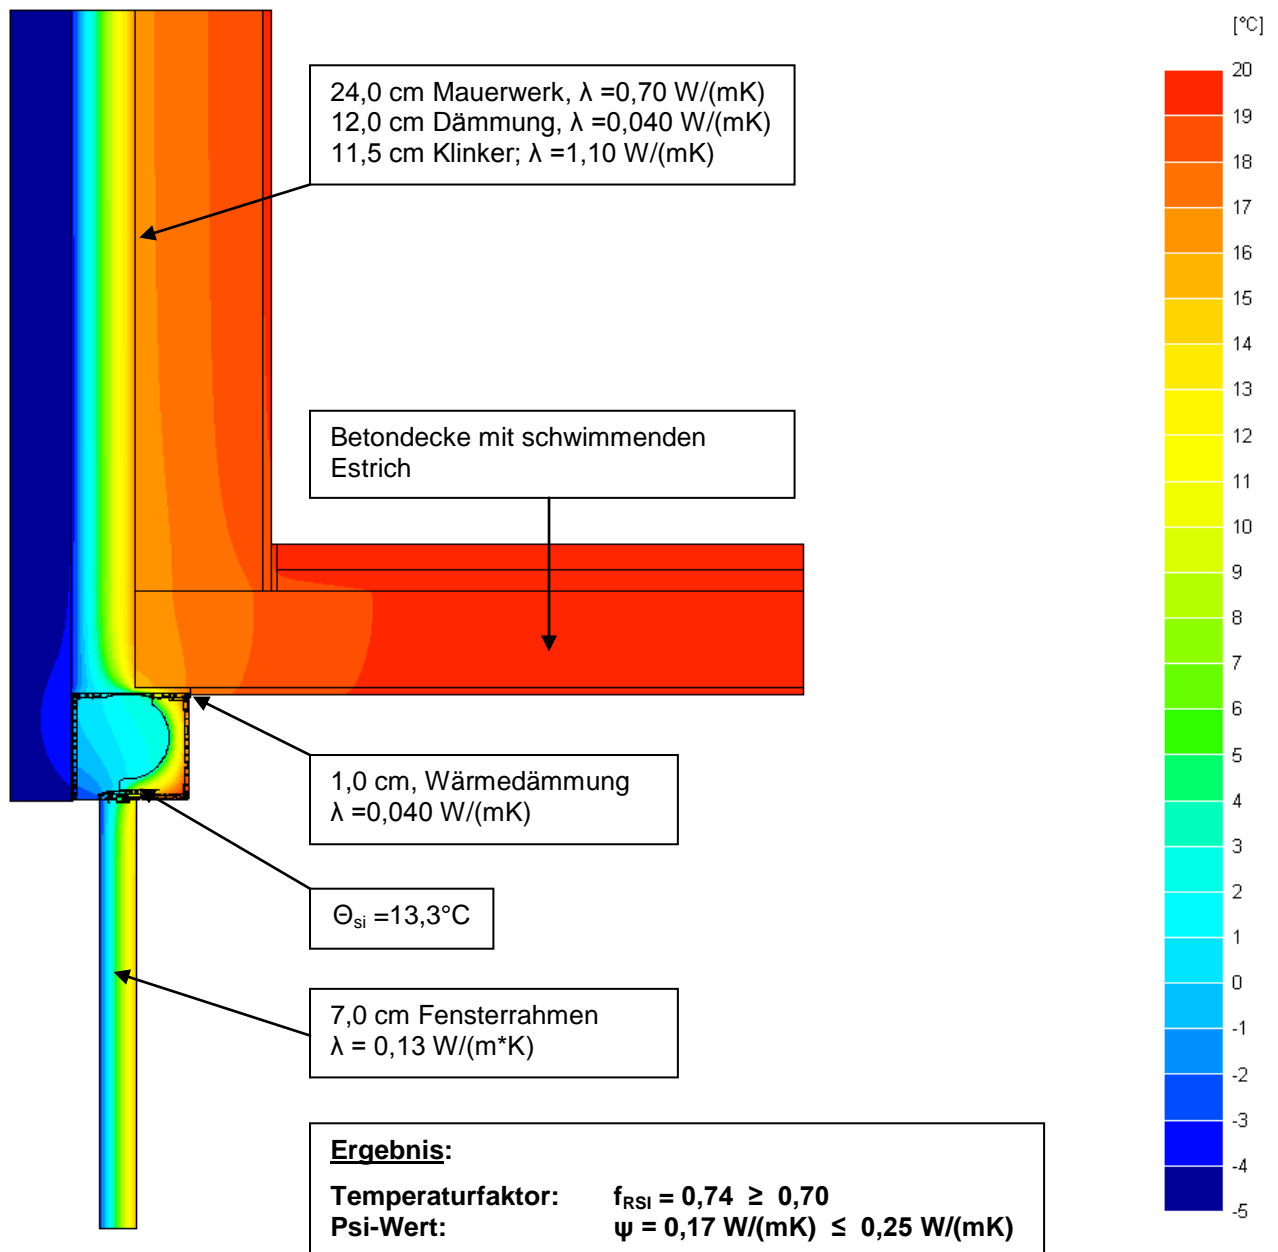 [°C]
24,0 cm Mauerwerk, λ =0,70 W/(mK)
12,0 cm Dämmung, λ =0,040 W/(mK)
11,5 cm Klinker; λ =1,10 W/(mK)
Betondecke mit schwimmenden
Estrich
1,0 cm, Wärmedämmung
λ =0,040 W/(mK)
Θsi =13,3°C
7,0 cm Fensterrahmen
λ = 0,13 W/(m*K)
Ergebnis:
Temperaturfaktor: fRSI = 0,74 ≥ 0,70
Psi-Wert: ψ = 0,17 W/(mK) ≤ 0,25 W/(mK)
20
19
18
17
16
15
14
13
12
11
10
9
8
7
6
5
4
3
2
1
0
-1
-2
-3
-4
-5